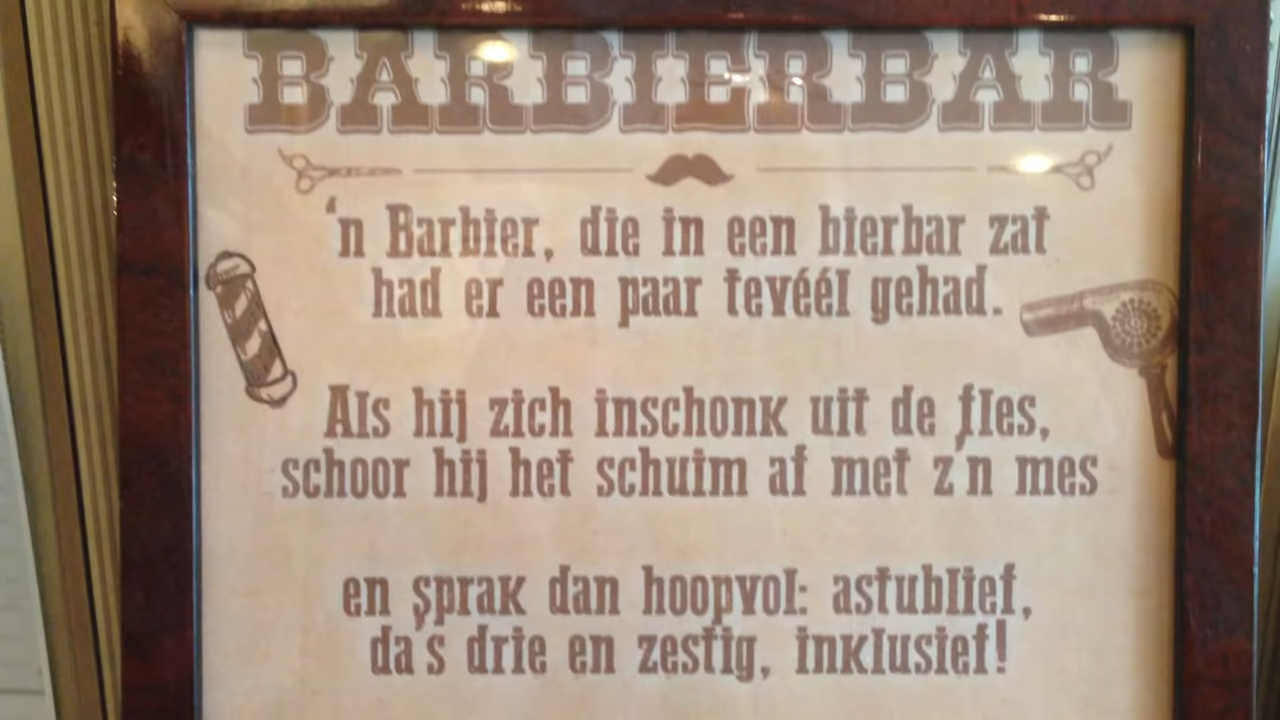 BARBIERBAR
'n Barbier, die in een bierbar zat
had er een paar tevéél gehad.
Als hij zich inschonk uit de fles,
schoor hij het schuim af met z'n mes
en sprak dan hoopvol: astublief,
da's drie en zestig, inklusief!